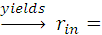 yields
⟶ r_in =